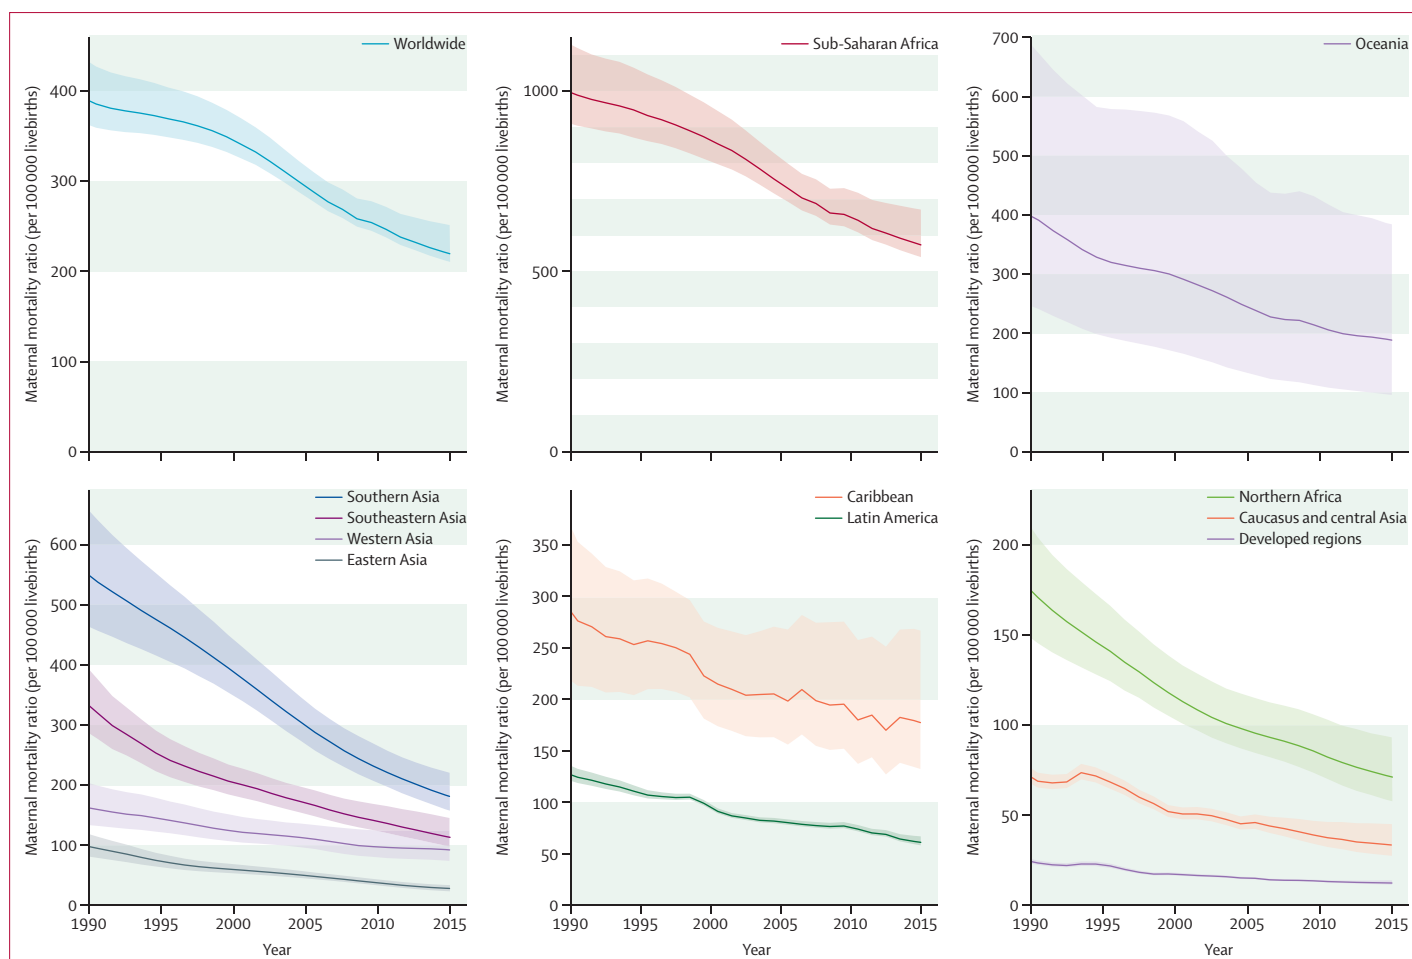 Worldwide
Maternal mortality ratio (per 100 000 livebirths)
400
300
200
100
0
Sub-Saharan Africa
Maternal mortality ratio (per 100 000 livebirths)
1000
500
0
Oceania
Maternal mortality ratio (per 100 000 livebirths)
700
600
500
400
300
200
100
0
Southern Asia
Southeastern Asia
Western Asia
Eastern Asia
Maternal mortality ratio (per 100 000 livebirths)
600
500
400
300
200
100
0
1990 1995 2000 2005 2010 2015
Year
Caribbean
Latin America
Maternal mortality ratio (per 100 000 livebirths)
350
300
250
200
150
100
50
0
1990 1995 2000 2005 2010 2015
Year
Northern Africa
Caucasus and central Asia
Developed regions
Maternal mortality ratio (per 100 000 livebirths)
200
150
100
50
0
1990 1995 2000 2005 2010 2015
Year